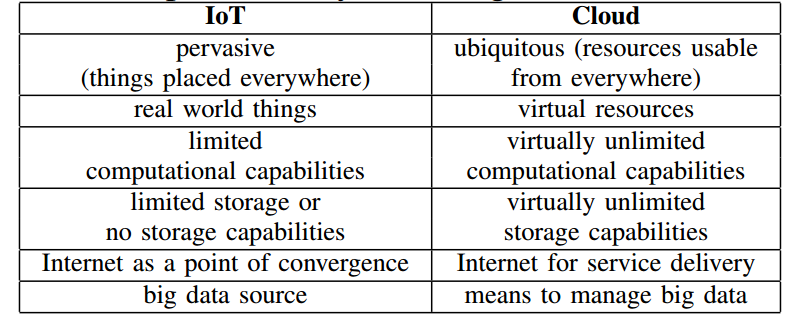 IoT Cloud
pervasive ubiquitous (resources usable
(things placed everywhere) from everywhere)
real world things virtual resources
limited virtually unlimited
computational capabilities computational capabilities
limited storage or virtually unlimited
no storage capabilities storage capabilities
Internet as a point of convergence Internet for service delivery
big data source means to manage big data